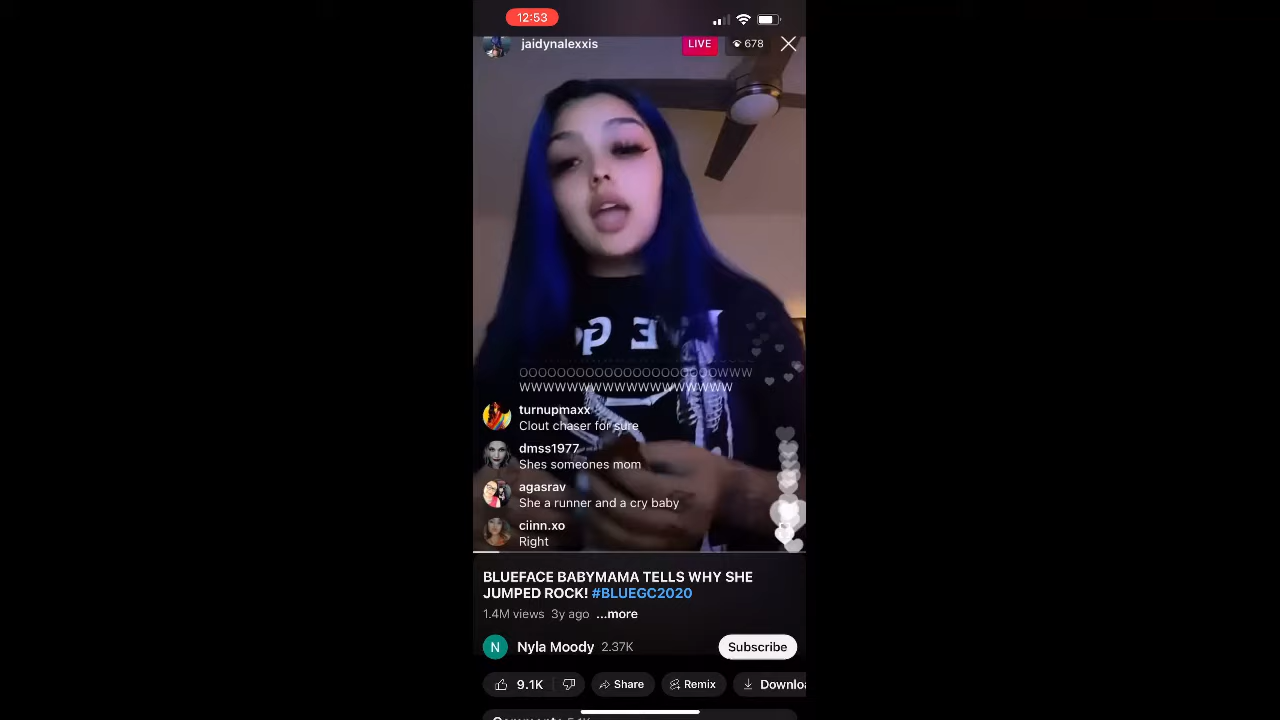 12:53
jaidynalexxis LIVE 678
OOOOOOOOOOOOOOOOOOOOOWWW
WWWWWWWWWWWWWWWWWW
turnupmaxx
Clout chaser for sure
dmss1977
Shes someones mom
agasrav
She a runner and a cry baby
ciinn.xo
Right
BLUEFACE BABYMAMA TELLS WHY SHE
JUMPED ROCK! #BLUEGC2020
1.4M views 3y ago ...more
N Nyla Moody 2.37K Subscribe
9.1K Share Remix Downloa